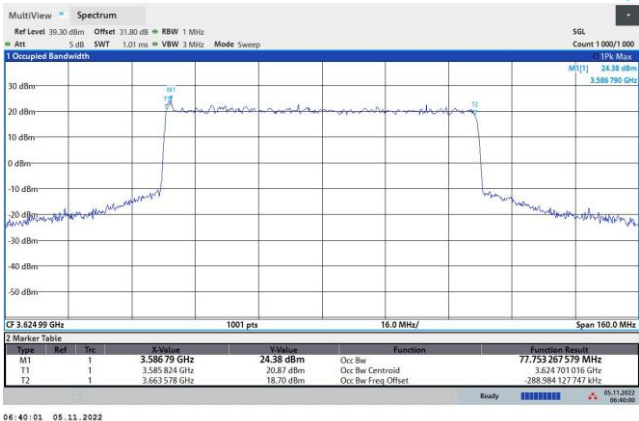 MultiView Spectrum
Ref Level 39.30 dBm Offset 31.80 dB RBW 1 MHz SGL
Att 5 dB SWT 1.01 ms VBW 3 MHz Mode Sweep Count 1 000/1 000
1 Occupied Bandwidth 1Pk Max
M1[1] 24.38 dBm
3.586 790 GHz
30 dBm
M1
T1
T2
20 dBm
10 dBm
0 dBm
-10 dBm
-20 dBm
-30 dBm
-40 dBm
-50 dBm
CF 3.624 99 GHz 1001 pts 16.0 MHz/ Span 160.0 MHz
2 Marker Table
Type Ref Trc X-Value Y-Value Function Function Result
M1 1 3.586 79 GHz 24.38 dBm Occ Bw 77.753 267 579 MHz
T1 1 3.585 824 GHz 20.87 dBm Occ Bw Centroid 3.624 701 016 GHz
T2 1 3.663 578 GHz 18.70 dBm Occ Bw Freq Offset -288.984 127 747 kHz
Ready 05.11.2022
06:40:00
06:40:01 05.11.2022